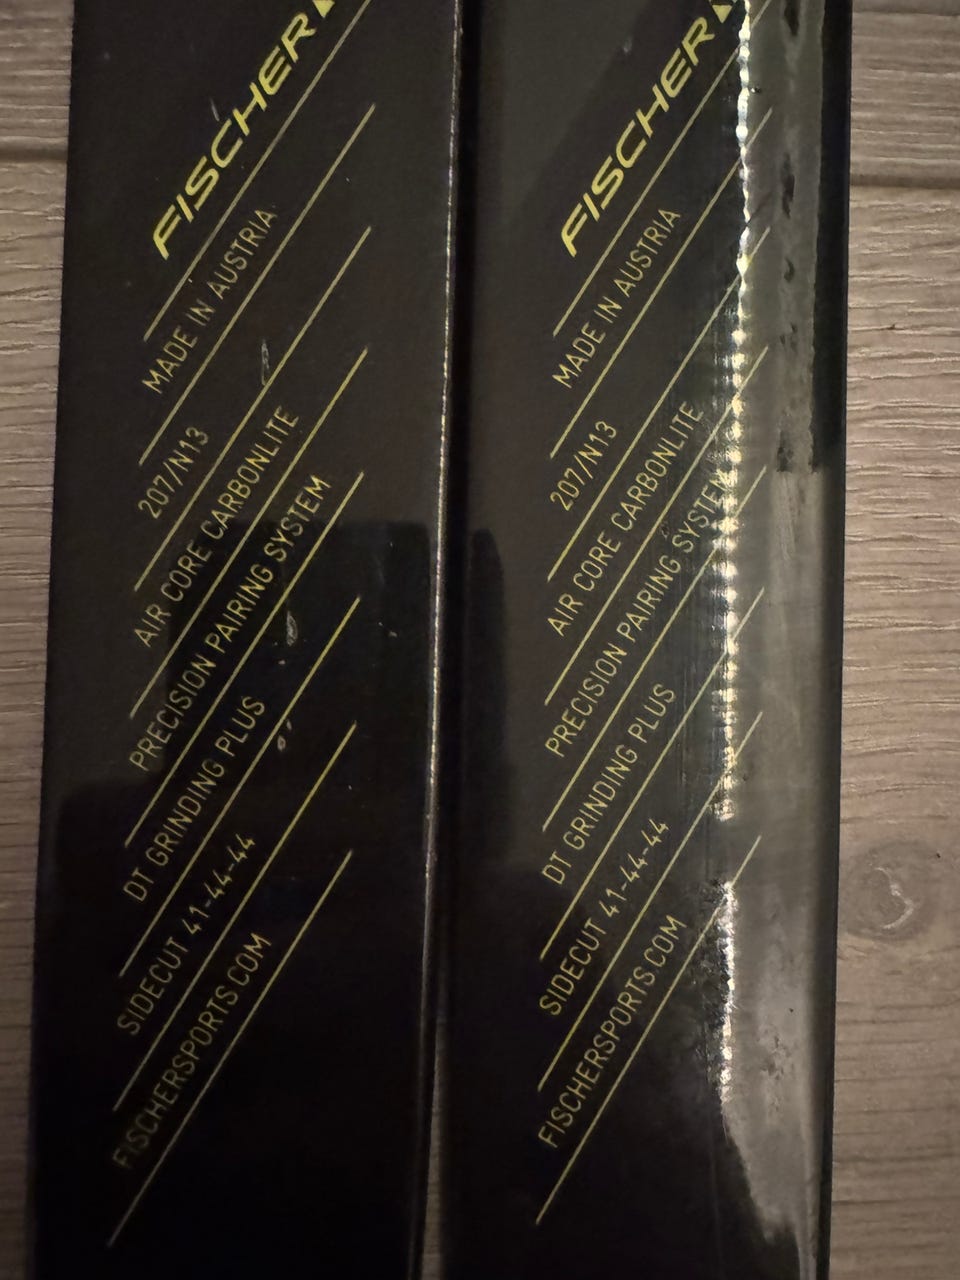 FISCHER
MADE IN AUSTRIA
207/N13
AIR CORE CARBONLITE
PRECISION PAIRING SYSTEM
DT GRINDING PLUS
SIDECUT 41-44-44
FISCHERSPORTS.COM
FISCHER
MADE IN AUSTRIA
207/N13
AIR CORE CARBONLITE
PRECISION PAIRING SYSTEM
DT GRINDING PLUS
SIDECUT 41-44-44
FISCHERSPORTS.COM